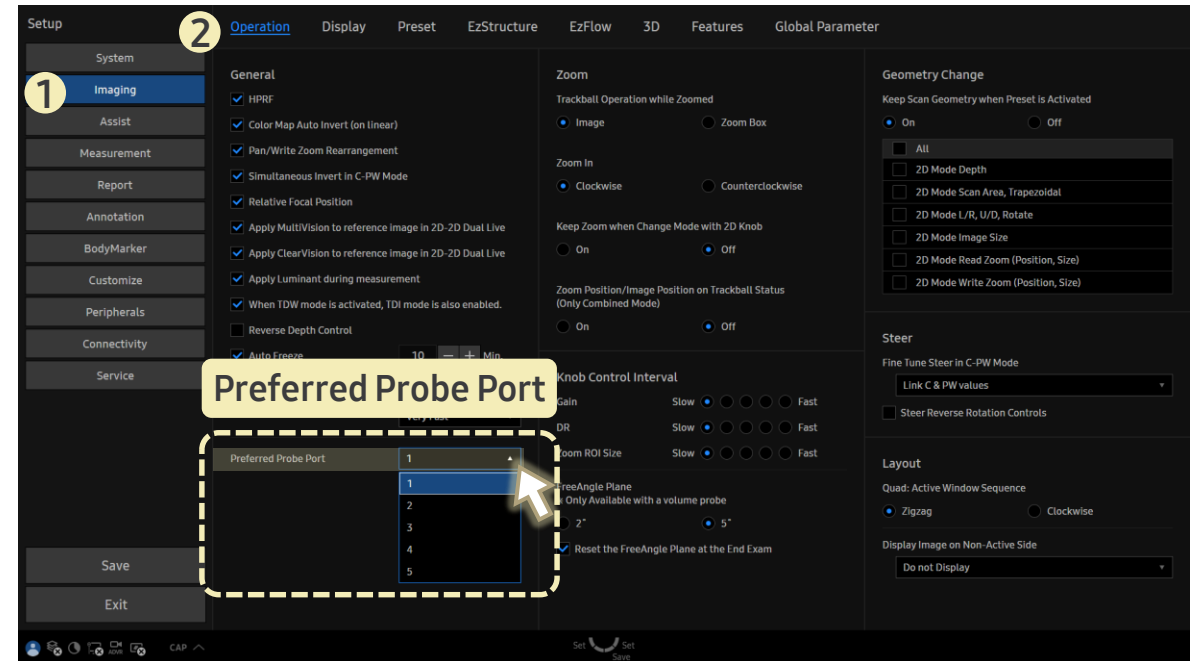 Setup
2
Operation
Display
Preset
EzStructure
EzFlow
3D
Features
Global Parameter
System
1
Imaging
Assist
Measurement
Report
Annotation
BodyMarker
Customize
Peripherals
Connectivity
Service
Save
Exit
General
HPRF
Color Map Auto Invert (on linear)
Pan/Write Zoom Rearrangement
Simultaneous Invert in C-PW Mode
Relative Focal Position
Apply MultiVision to reference image in 2D-2D Dual Live
Apply ClearVision to reference image in 2D-2D Dual Live
Apply Luminant during measurement
When TDW mode is activated, TDI mode is also enabled.
Reverse Depth Control
Auto Freeze 10 Min.
Preferred Probe Port
Very Fast
Preferred Probe Port 1
1
2
3
4
5
Zoom
Trackball Operation while Zoomed
Image Zoom Box
Zoom In
Clockwise Counterclockwise
Keep Zoom when Change Mode with 2D Knob
On Off
Zoom Position/Image Position on Trackball Status
(Only Combined Mode)
On Off
Knob Control Interval
Gain Slow Fast
DR Slow Fast
Zoom ROI Size Slow Fast
FreeAngle Plane
Only Available with a volume probe
2˚ 5˚
Reset the FreeAngle Plane at the End Exam
Geometry Change
Keep Scan Geometry when Preset is Activated
On Off
All
2D Mode Depth
2D Mode Scan Area, Trapezoidal
2D Mode L/R, U/D, Rotate
2D Mode Image Size
2D Mode Read Zoom (Position, Size)
2D Mode Write Zoom (Position, Size)
Steer
Fine Tune Steer in C-PW Mode
Link C & PW values
Steer Reverse Rotation Controls
Layout
Quad: Active Window Sequence
Zigzag Clockwise
Display Image on Non-Active Side
Do not Display
CAP
Set Set
Save